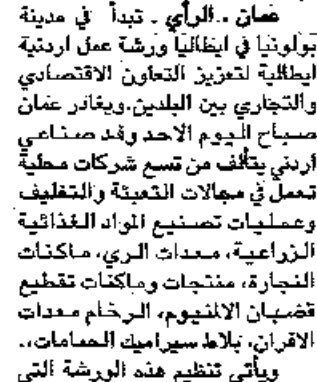 عمان ..الرأي . تبدأ في مدينة
بولونيا في ايطاليا ورشة عمل اردنية
ايطالية لتعزيز التعاون الاقتصادي
والتجاري بين البلدين.ويغادر عمان
صباح اليوم الاحد وفد صناعي
اردني يتألف من تسع شركات محلية
تعمل في مجالات التعبئة والتغليف
وعمليات تصنيع المواد الغذائية
الزراعية، معدات الري، ماكنات
النجارة، منتجات وماكنات تقطيع
قضبان الالمنيوم، الرخام معدات
الافران، بلاط سيراميك الحمامات..
ويأتي تنظيم هذه الورشة التي